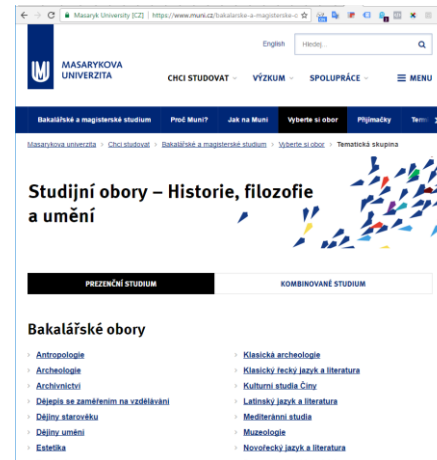 Masaryk University [CZ] | https://www.muni.cz/bakalarske-a-magisterske-s
English
Hledej
MASARYKOVA
UNIVERZITA
CHCI STUDOVAT
VÝZKUM
SPOLUPRÁCE
MENU
Bakalářské a magisterské studium
Proč Muni?
Jak na Muni
Vyberte si obor
Přijímačky
Masarykova univerzita > Chci studovat > Bakalářské a magisterské studium > Vyberte si obor > Tematická skupina
Studijní obory – Historie, filozofie
a umění
PREZENČNÍ STUDIUM
KOMBINOVANÉ STUDIUM
Bakalářské obory
Antropologie
Archeologie
Archivnictví
Dějepis se zaměřením na vzdělávání
Dějiny starověku
Dějiny umění
Estetika
Klasická archeologie
Klasický řecký jazyk a literatura
Kulturní studia Číny
Latinský jazyk a literatura
Mediteránní studia
Muzeologie
Novořecký jazyk a literatura